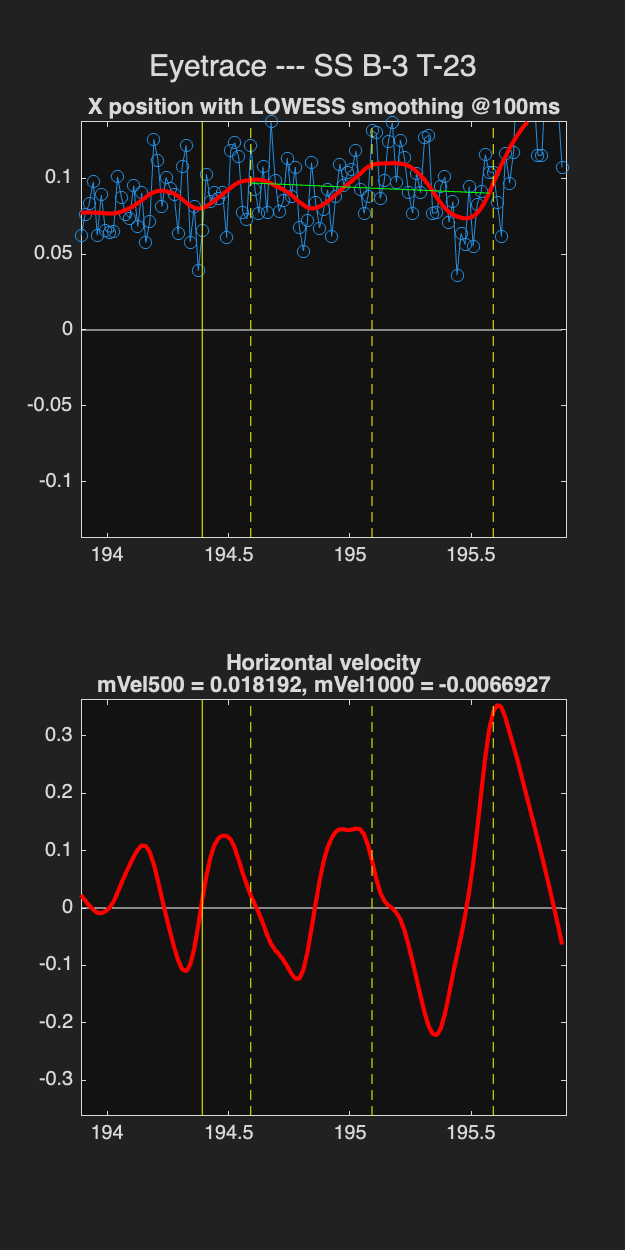 Eyetrace --- SS B-3 T-23
X position with LOWESS smoothing @100ms
0.1
0.05
0
-0.05
-0.1
194 194.5 195 195.5
Horizontal velocity
mVel500 = 0.018192, mVel1000 = -0.0066927
0.3
0.2
0.1
0
-0.1
-0.2
-0.3
194 194.5 195 195.5